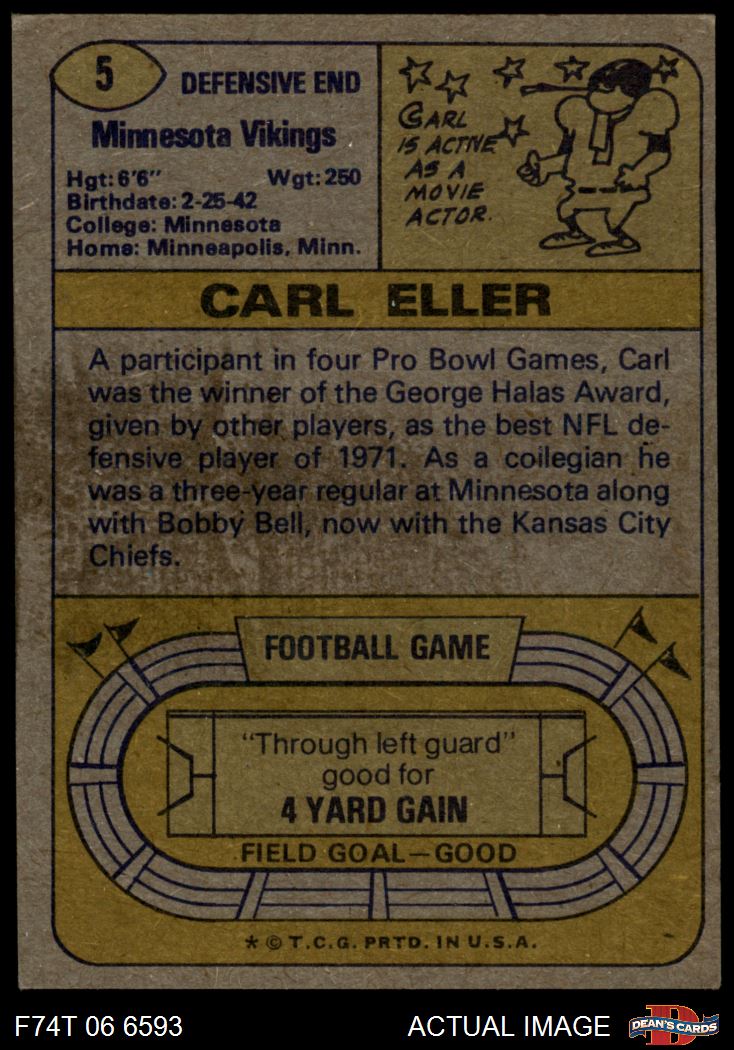 5
DEFENSIVE END
Minnesota Vikings
Hgt: 6'6" Wgt: 250
Birthdate: 2-25-42
College: Minnesota
Home: Minneapolis, Minn.
CARL
IS ACTIVE
AS A
MOVIE
ACTOR.
CARL ELLER
A participant in four Pro Bowl Games, Carl
was the winner of the George Halas Award,
given by other players, as the best NFL de-
fensive player of 1971. As a collegian he
was a three-year regular at Minnesota along
with Bobby Bell, now with the Kansas City
Chiefs.
FOOTBALL GAME
"Through left guard"
good for
4 YARD GAIN
FIELD GOAL—GOOD
* © T.C.G. PRTD. IN U.S.A.
F74T 06 6593 ACTUAL IMAGE
DEAN'S CARDS